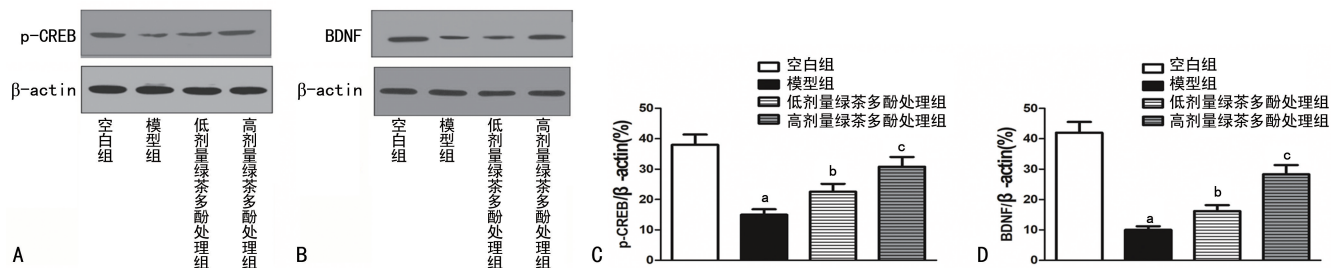 p-CREB
β-actin
空白组
模型组
低剂量绿茶多酚处理组
高剂量绿茶多酚处理组
A
BDNF
β-actin
空白组
模型组
低剂量绿茶多酚处理组
高剂量绿茶多酚处理组
B
空白组
模型组
低剂量绿茶多酚处理组
高剂量绿茶多酚处理组
p-CREB/β -actin(%)
50
40
30
20
10
0
a
b
c
C
空白组
模型组
低剂量绿茶多酚处理组
高剂量绿茶多酚处理组
BDNF/β -actin(%)
50
40
30
20
10
0
a
b
c
D